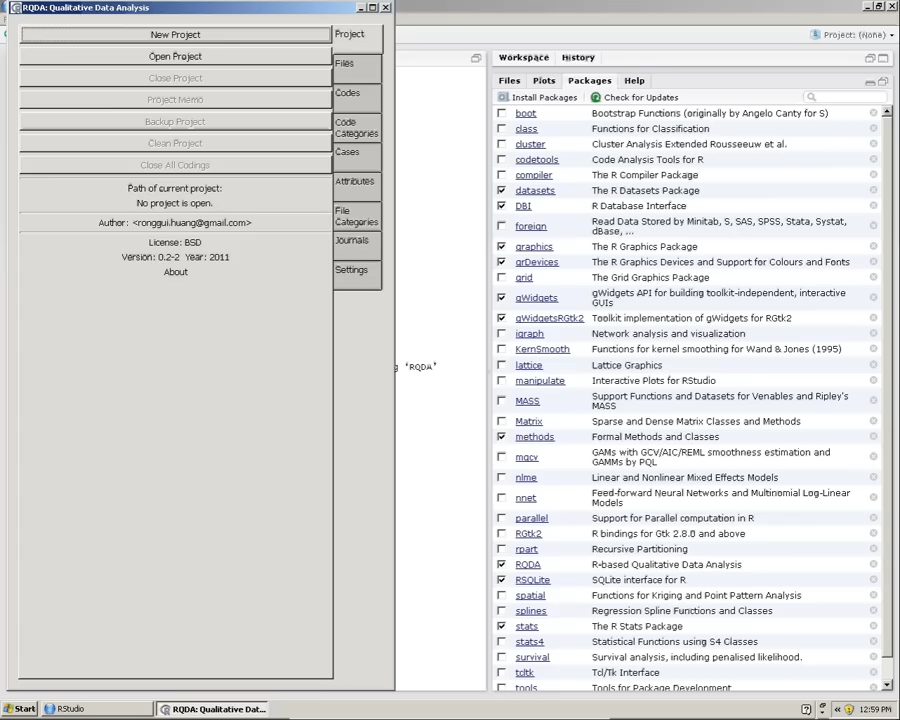 RQDA: Qualitative Data Analysis
New Project
Open Project
Close Project
Project Memo
Backup Project
Clean Project
Close All Codings
Path of current project:
No project is open.
Author: <ronggui.huang@gmail.com>
License: BSD
Version: 0.2-2 Year: 2011
About
Project
Files
Codes
Code
Categories
Cases
Attributes
File
Categories
Journals
Settings
g 'RQDA'
Project: (None)
Workspace History
Files Plots Packages Help
Install Packages Check for Updates
boot Bootstrap Functions (originally by Angelo Canty for S)
class Functions for Classification
cluster Cluster Analysis Extended Rousseeuw et al.
codetools Code Analysis Tools for R
compiler The R Compiler Package
datasets The R Datasets Package
DBI R Database Interface
foreign Read Data Stored by Minitab, S, SAS, SPSS, Stata, Systat,
dBase, ...
graphics The R Graphics Package
grDevices The R Graphics Devices and Support for Colours and Fonts
grid The Grid Graphics Package
gWidgets gWidgets API for building toolkit-independent, interactive
GUIs
gWidgetsRGtk2 Toolkit implementation of gWidgets for RGtk2
igraph Network analysis and visualization
KernSmooth Functions for kernel smoothing for Wand & Jones (1995)
lattice Lattice Graphics
manipulate Interactive Plots for RStudio
MASS Support Functions and Datasets for Venables and Ripley's
MASS
Matrix Sparse and Dense Matrix Classes and Methods
methods Formal Methods and Classes
mgcv GAMs with GCV/AIC/REML smoothness estimation and
GAMMs by PQL
nlme Linear and Nonlinear Mixed Effects Models
nnet Feed-forward Neural Networks and Multinomial Log-Linear
Models
parallel Support for Parallel computation in R
RGtk2 R bindings for Gtk 2.8.0 and above
rpart Recursive Partitioning
RQDA R-based Qualitative Data Analysis
RSQLite SQLite interface for R
spatial Functions for Kriging and Point Pattern Analysis
splines Regression Spline Functions and Classes
stats The R Stats Package
stats4 Statistical Functions using S4 Classes
survival Survival analysis, including penalised likelihood.
tcltk Tcl/Tk Interface
tools Tools for Package Development
Start RStudio RQDA: Qualitative Dat... 12:59 PM